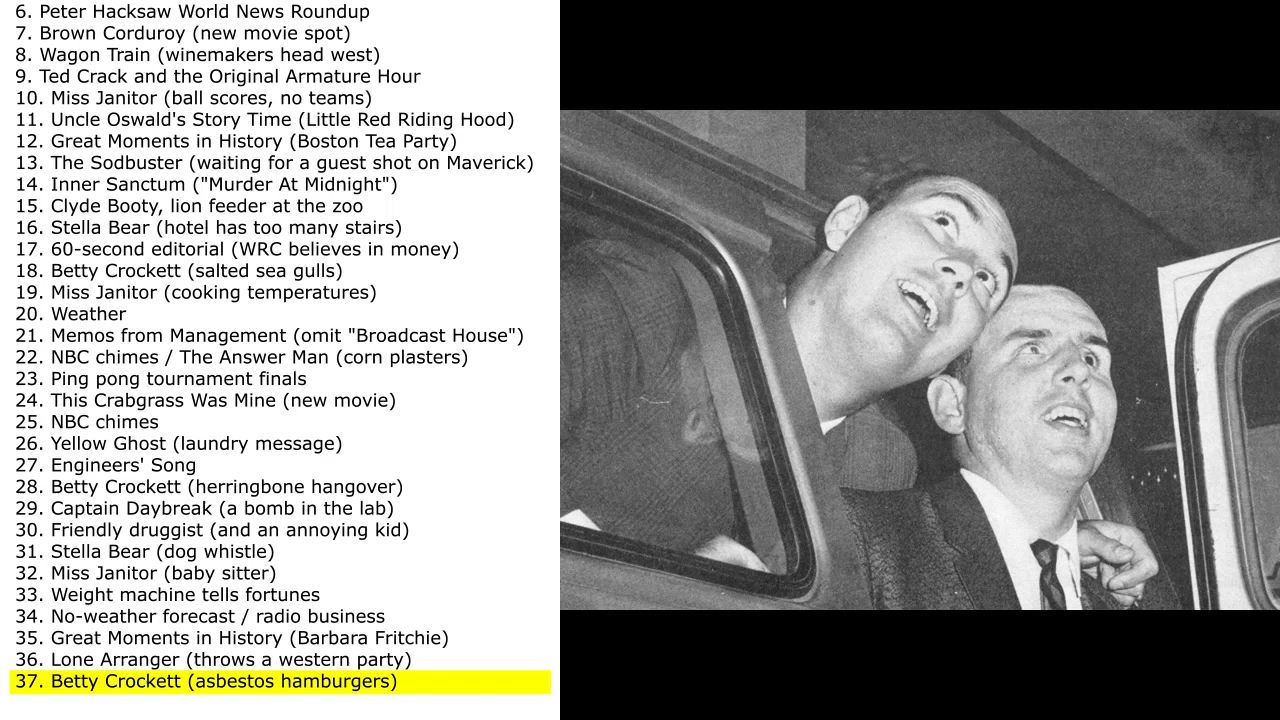 6. Peter Hacksaw World News Roundup
7. Brown Corduroy (new movie spot)
8. Wagon Train (winemakers head west)
9. Ted Crack and the Original Armature Hour
10. Miss Janitor (ball scores, no teams)
11. Uncle Oswald's Story Time (Little Red Riding Hood)
12. Great Moments in History (Boston Tea Party)
13. The Sodbuster (waiting for a guest shot on Maverick)
14. Inner Sanctum ("Murder At Midnight")
15. Clyde Booty, lion feeder at the zoo
16. Stella Bear (hotel has too many stairs)
17. 60-second editorial (WRC believes in money)
18. Betty Crockett (salted sea gulls)
19. Miss Janitor (cooking temperatures)
20. Weather
21. Memos from Management (omit "Broadcast House")
22. NBC chimes / The Answer Man (corn plasters)
23. Ping pong tournament finals
24. This Crabgrass Was Mine (new movie)
25. NBC chimes
26. Yellow Ghost (laundry message)
27. Engineers' Song
28. Betty Crockett (herringbone hangover)
29. Captain Daybreak (a bomb in the lab)
30. Friendly druggist (and an annoying kid)
31. Stella Bear (dog whistle)
32. Miss Janitor (baby sitter)
33. Weight machine tells fortunes
34. No-weather forecast / radio business
35. Great Moments in History (Barbara Fritchie)
36. Lone Arranger (throws a western party)
37. Betty Crockett (asbestos hamburgers)